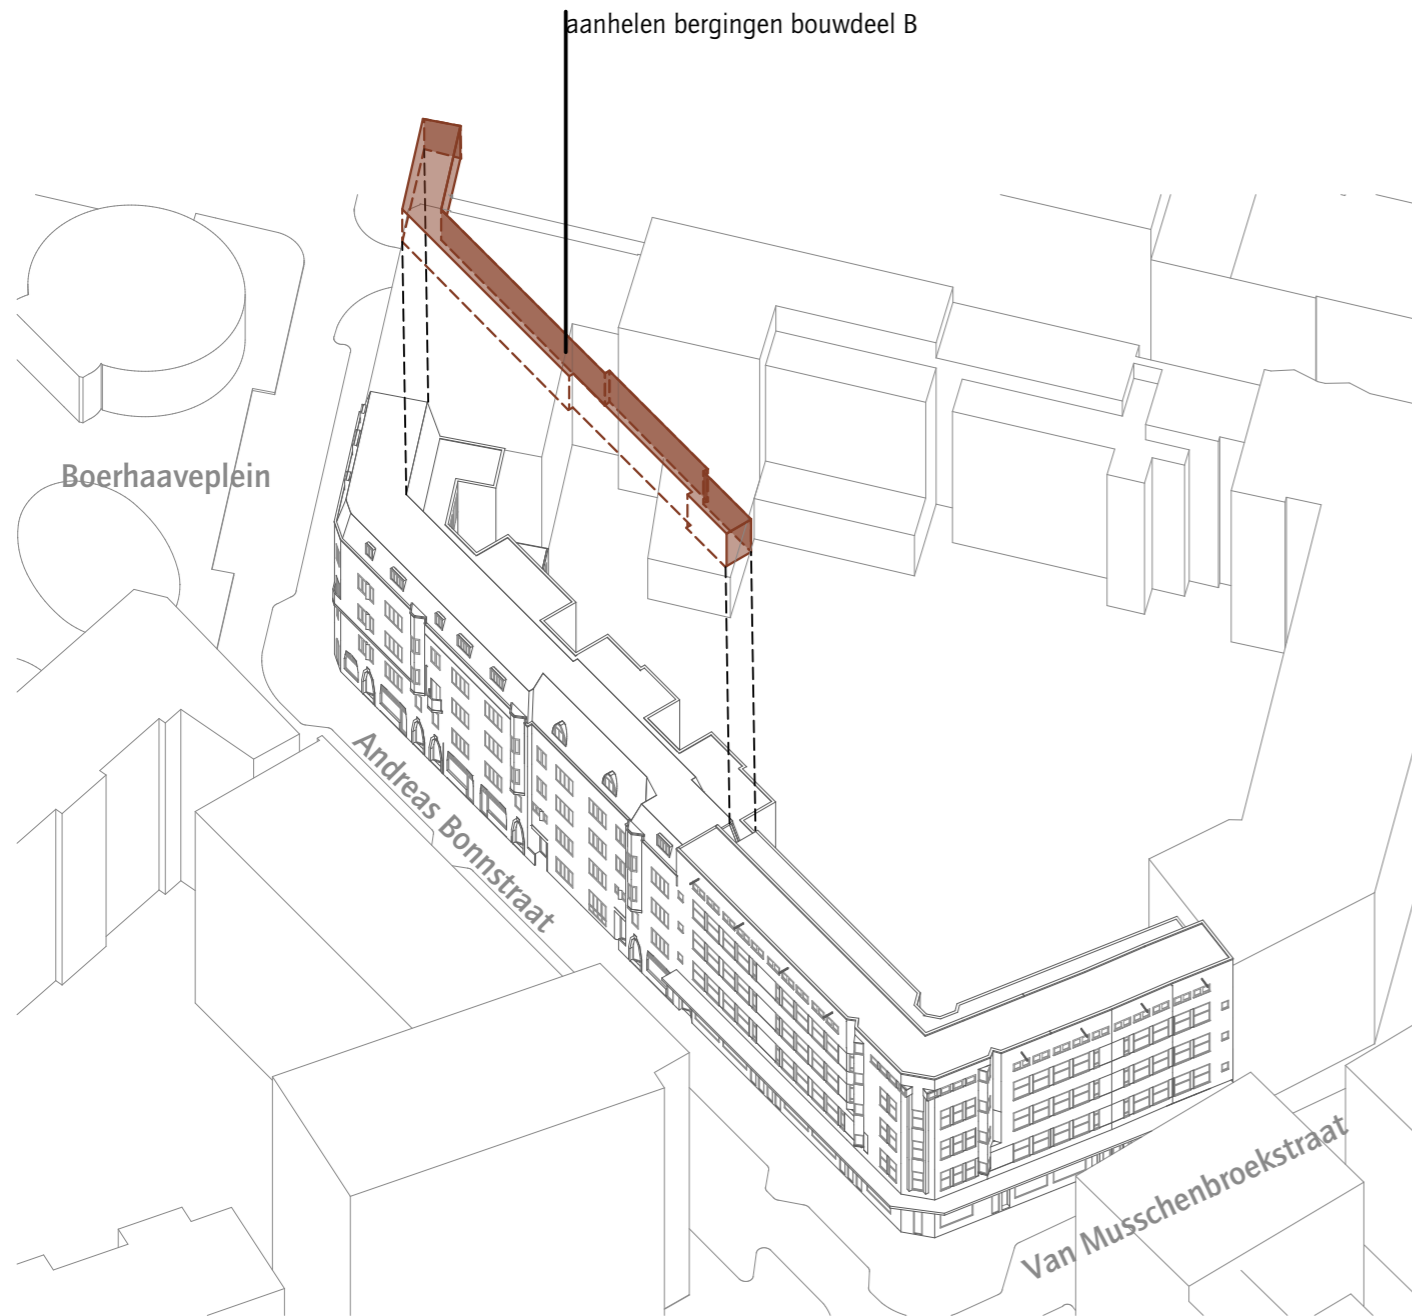 aanhelen bergingen bouwdeel B
Boerhaaveplein
Andreas Bonnstraat
Van Musschenbroekstraat